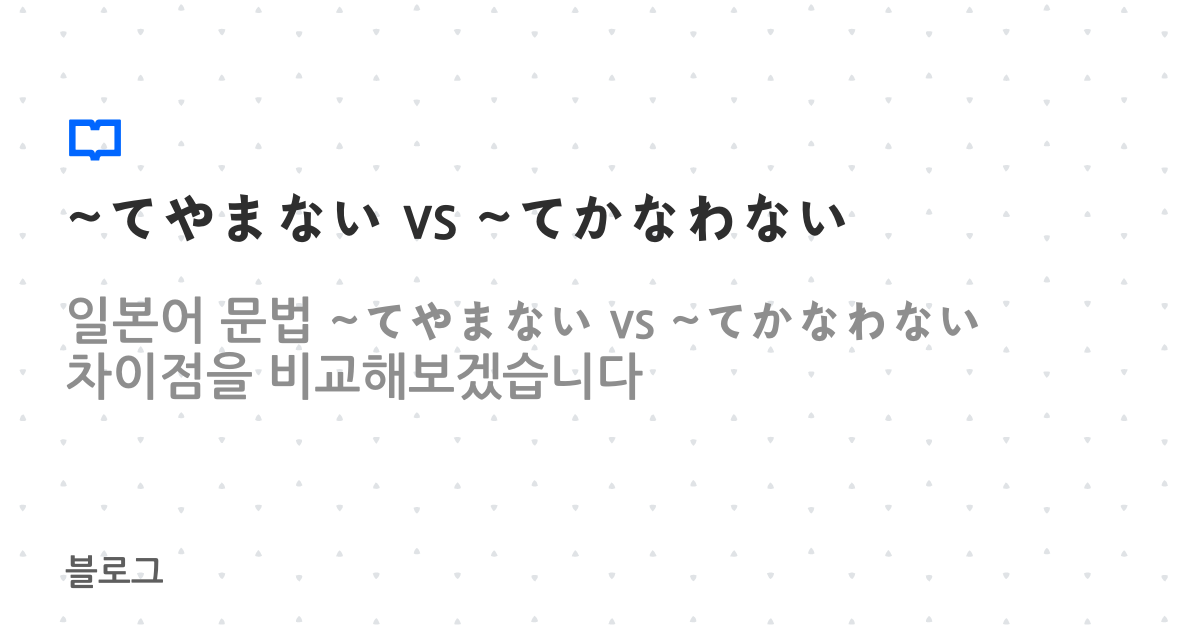 ~てやまない vs ~てかなわない
일본어 문법 ~てやまない vs ~てかなわない
차이점을 비교해보겠습니다
블로그